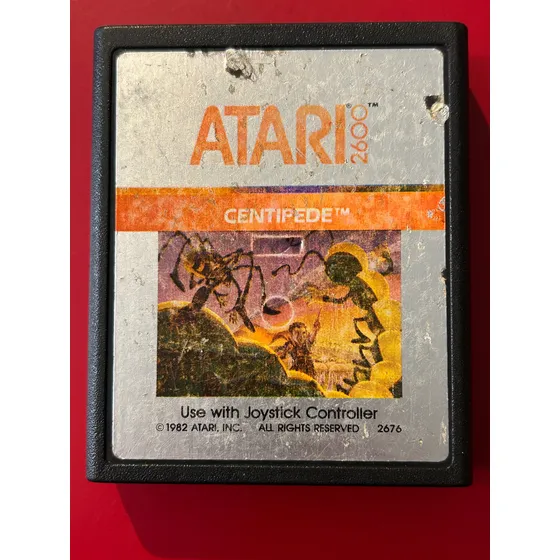 ATARI® 2600™
CENTIPEDE™
Use with Joystick Controller
© 1982 ATARI, INC. ALL RIGHTS RESERVED 2676